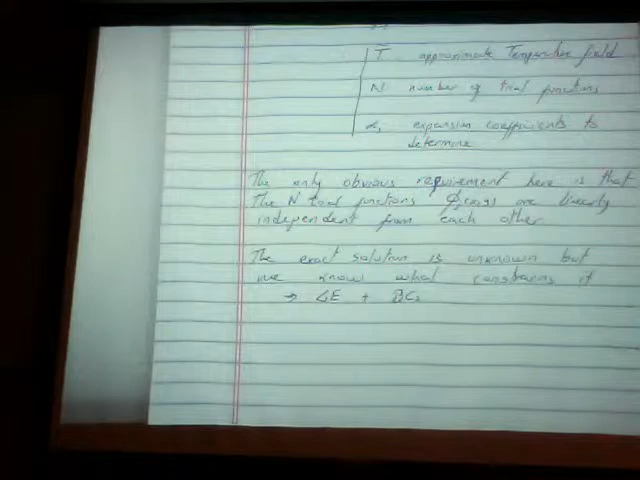 T̃ approximate Temperature field
N number of trial functions
αᵢ expansion coefficients to
determine
The only obvious requirement here is that
The N trial functions are linearly
independent from each other
The exact solution is unknown but
we know what constrains it
→ GE + BCs